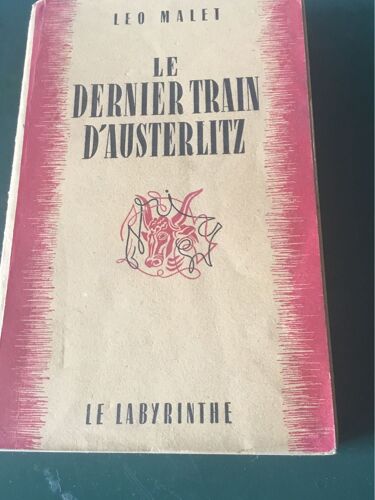 LEO MALET
LE
DERNIER TRAIN
D'AUSTERLITZ
LE LABYRINTHE